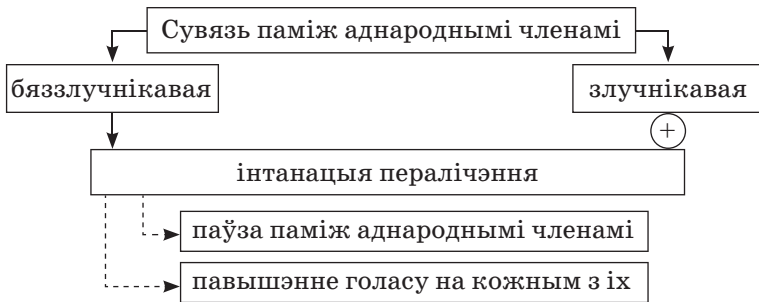 Сувязь паміж аднароднымі членамі
бяззлучнікавая
злучнікавая
+
інтанацыя пералічэння
паўза паміж аднароднымі членамі
павышэнне голасу на кожным з іх